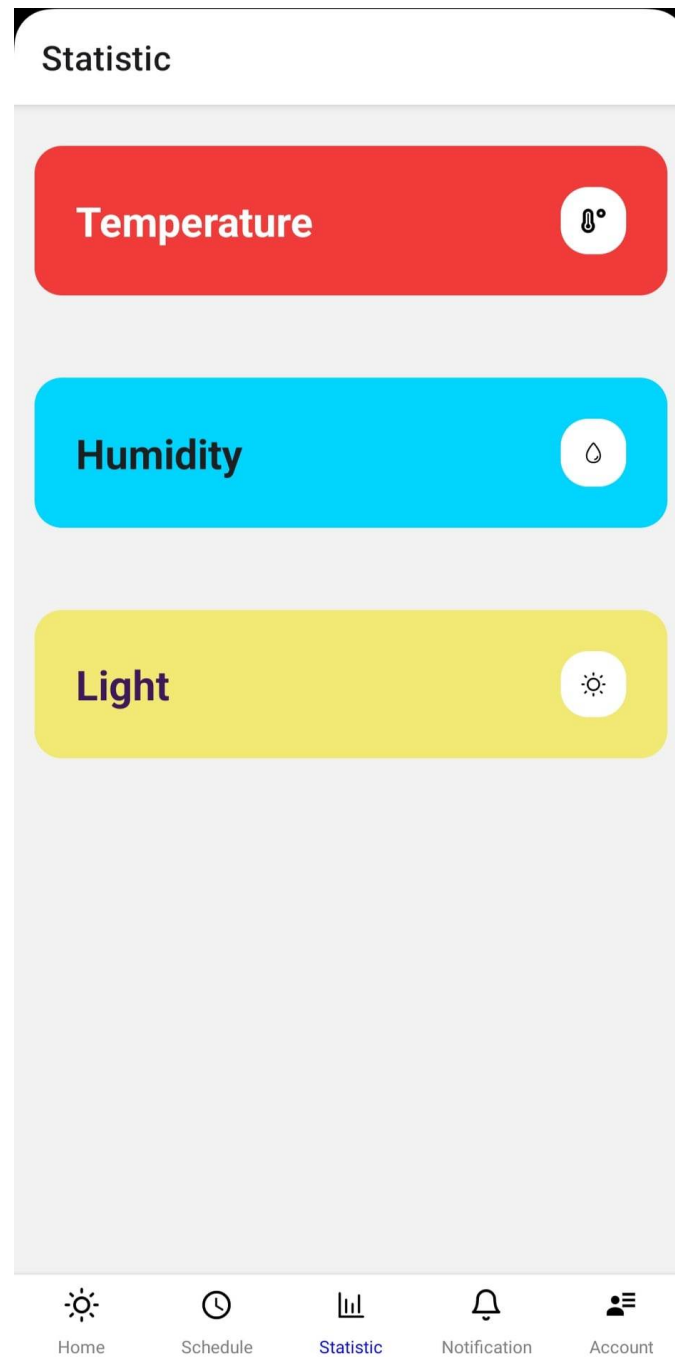 Statistic
Temperature
Humidity
Light
Home Schedule Statistic Notification Account